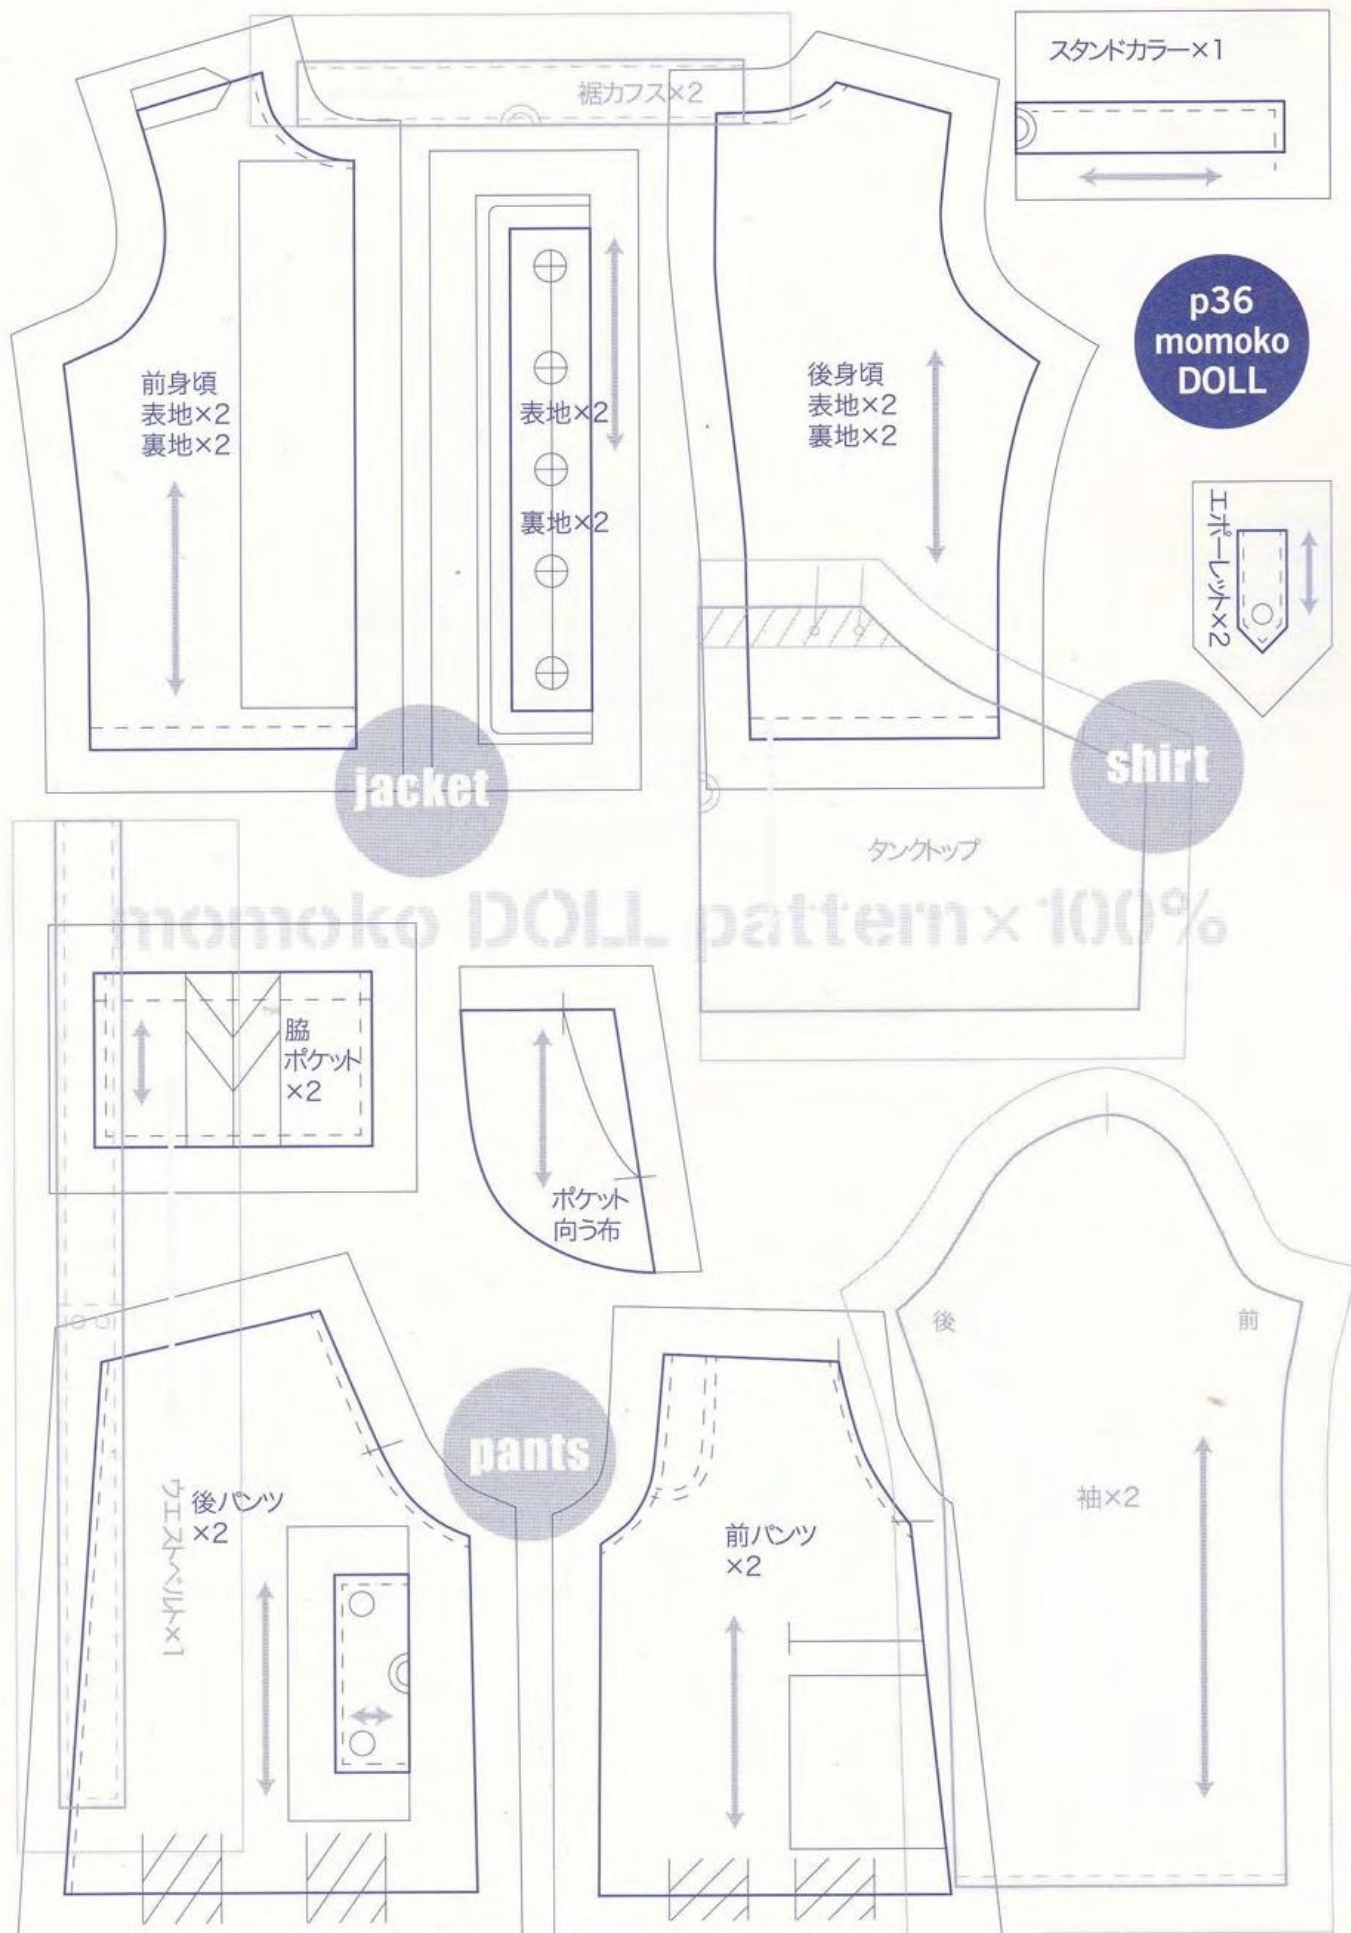 スタンドカラー×1
裾カフス×2
p36
momoko
DOLL
前身頃
表地×2
裏地×2
表地×2
裏地×2
後身頃
表地×2
裏地×2
エポーレット×2
jacket
shirt
タンクトップ
momoko DOLL pattern×100%
脇
ポケット
×2
ポケット
向う布
後
前
pants
ウエストベルト×1
後パンツ
×2
前パンツ
×2
袖×2